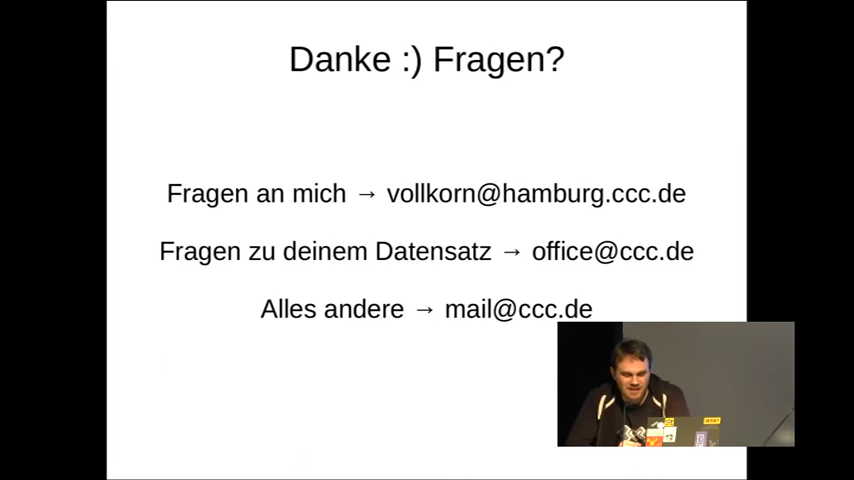 Danke :) Fragen?
Fragen an mich → vollkorn@hamburg.ccc.de
Fragen zu deinem Datensatz → office@ccc.de
Alles andere → mail@ccc.de